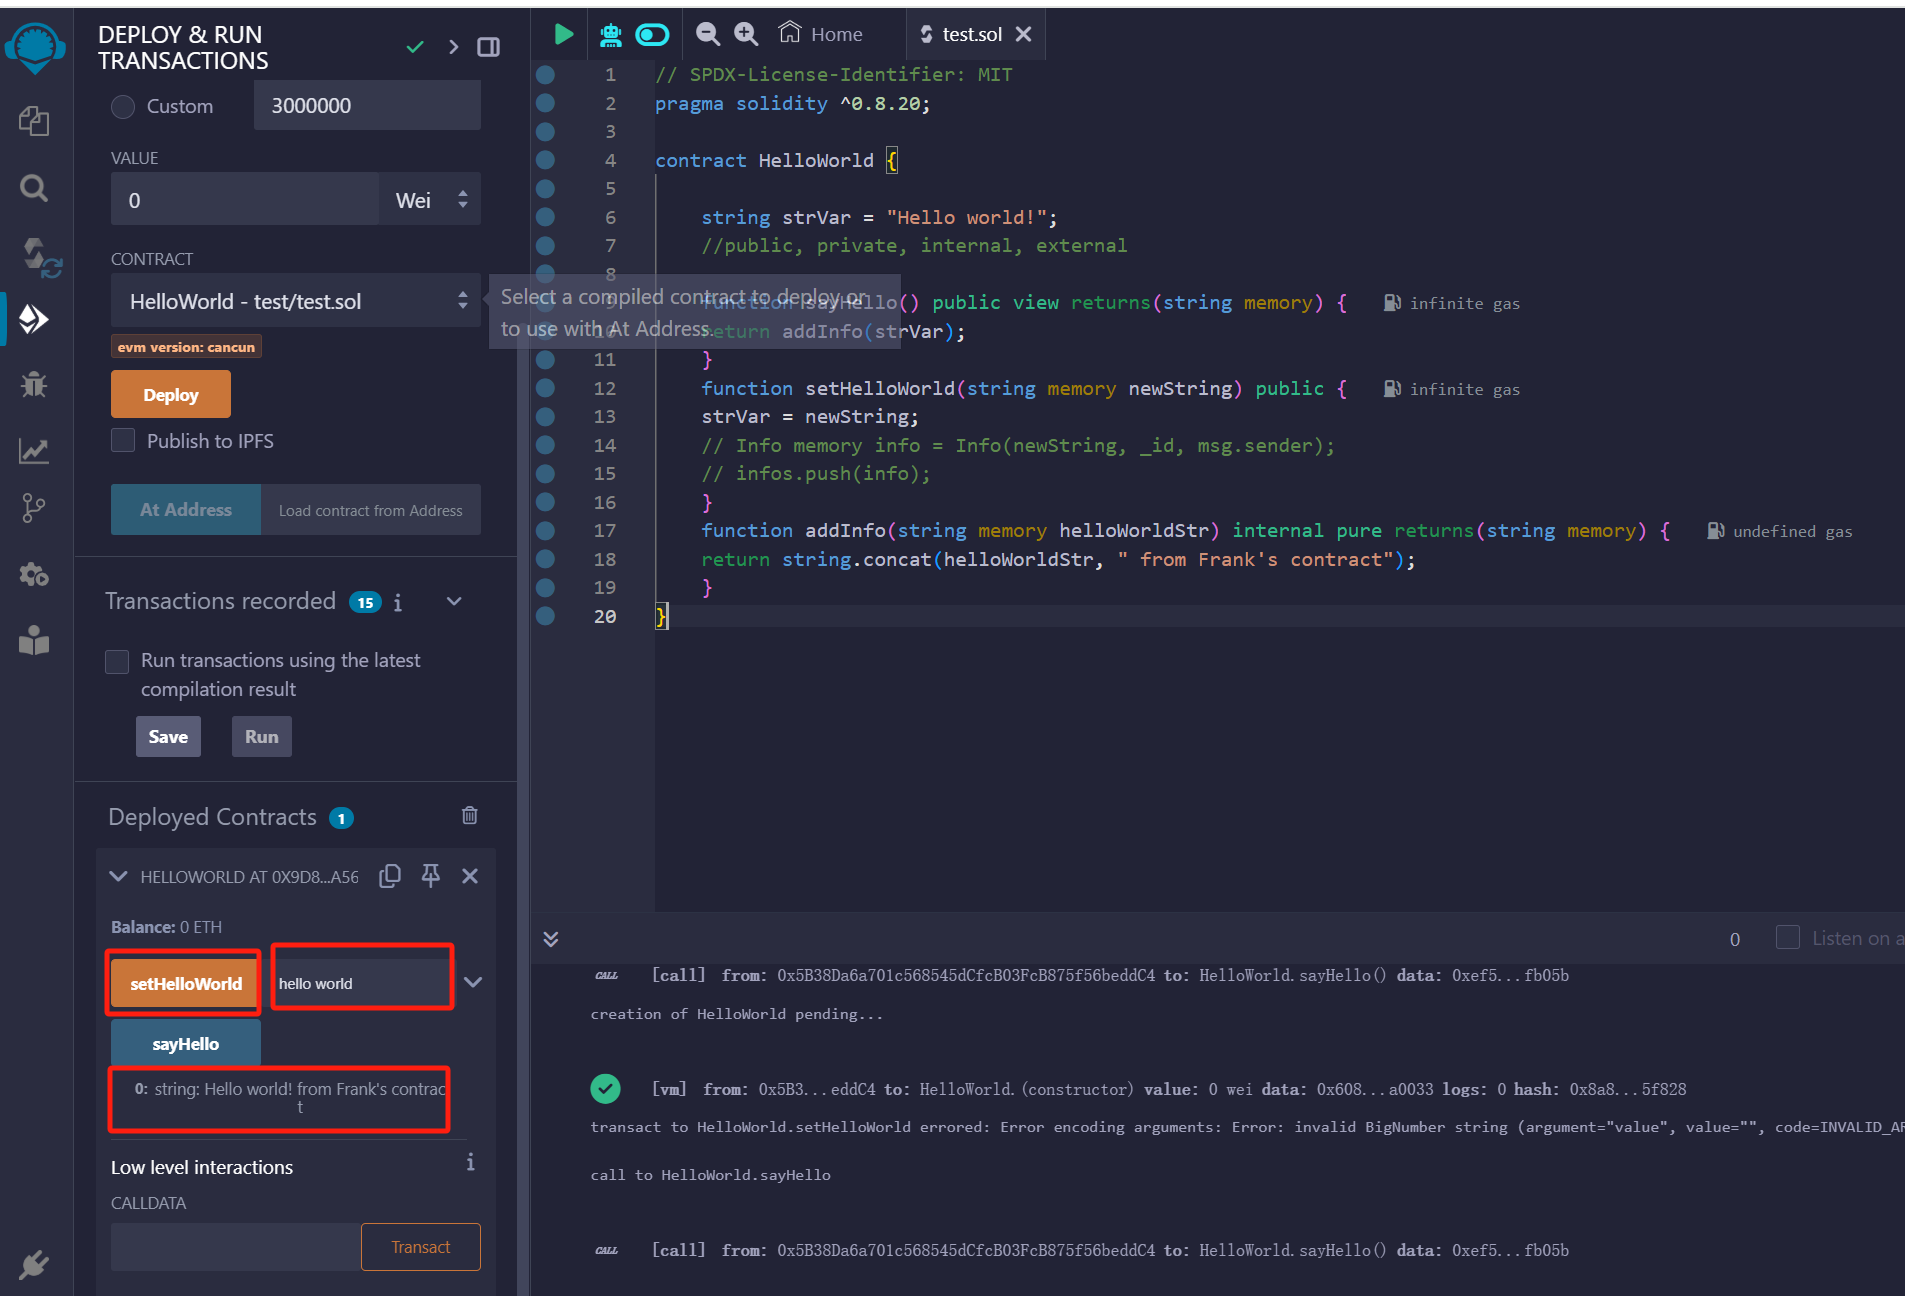 DEPLOY & RUN
TRANSACTIONS
Custom 3000000
VALUE
0 Wei
CONTRACT
HelloWorld - test/test.sol
evm version: cancun
Deploy
Publish to IPFS
At Address Load contract from Address
Transactions recorded 15 i
Run transactions using the latest
compilation result
Save Run
Deployed Contracts 1
HELLOWORLD AT 0X9D8...A56
Balance: 0 ETH
setHelloWorld hello world
sayHello
0: string: Hello world! from Frank's contrac
t
Low level interactions i
CALLDATA
Transact
Home test.sol
1 // SPDX-License-Identifier: MIT
2 pragma solidity ^0.8.20;
3
4 contract HelloWorld {
5
6 string strVar = "Hello world!";
7 //public, private, internal, external
8
Select a compiled contract to deploy or
to use with At Address.
9 function sayHello() public view returns(string memory) { infinite gas
10 return addInfo(strVar);
11 }
12 function setHelloWorld(string memory newString) public { infinite gas
13 strVar = newString;
14 // Info memory info = Info(newString, _id, msg.sender);
15 // infos.push(info);
16 }
17 function addInfo(string memory helloWorldStr) internal pure returns(string memory) { undefined gas
18 return string.concat(helloWorldStr, " from Frank's contract");
19 }
20 }
0 Listen on a
CALL [call] from: 0x5B38Da6a701c568545dCfcB03FcB875f56beddC4 to: HelloWorld.sayHello() data: 0xef5...fb05b
creation of HelloWorld pending...
[vm] from: 0x5B3...eddC4 to: HelloWorld.(constructor) value: 0 wei data: 0x608...a0033 logs: 0 hash: 0x8a8...5f828
transact to HelloWorld.setHelloWorld errored: Error encoding arguments: Error: invalid BigNumber string (argument="value", value="", code=INVALID_AR
call to HelloWorld.sayHello
CALL [call] from: 0x5B38Da6a701c568545dCfcB03FcB875f56beddC4 to: HelloWorld.sayHello() data: 0xef5...fb05b